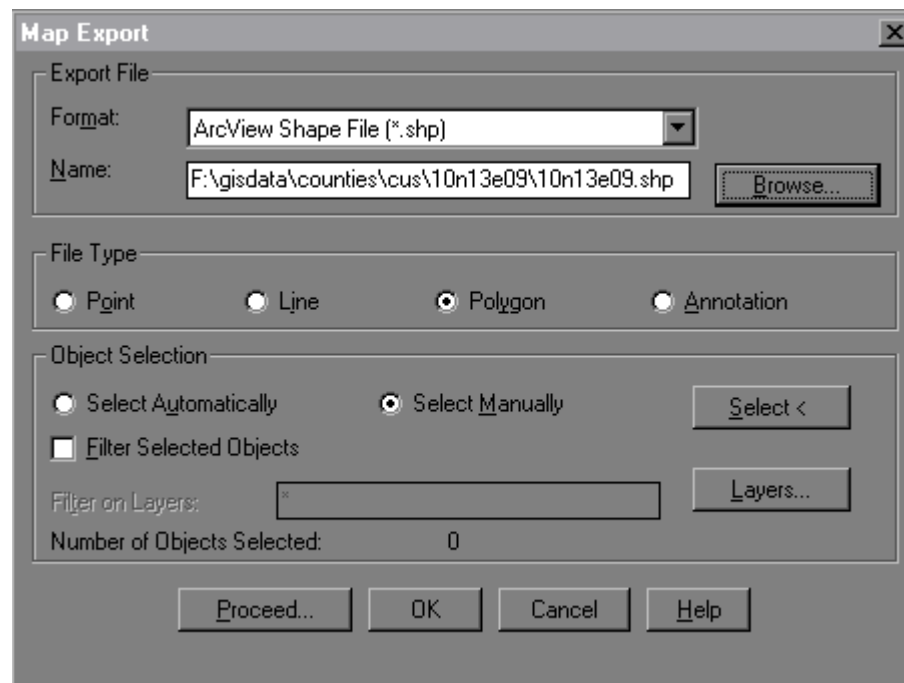 Map Export
Export File
Format:
ArcView Shape File (*.shp)
Name:
F:\gisdata\counties\cus\10n13e09\10n13e09.shp
Browse...
File Type
Point
Line
Polygon
Annotation
Object Selection
Select Automatically
Select Manually
Select <
Filter Selected Objects
Filter on Layers:
*
Layers...
Number of Objects Selected: 0
Proceed...
OK
Cancel
Help